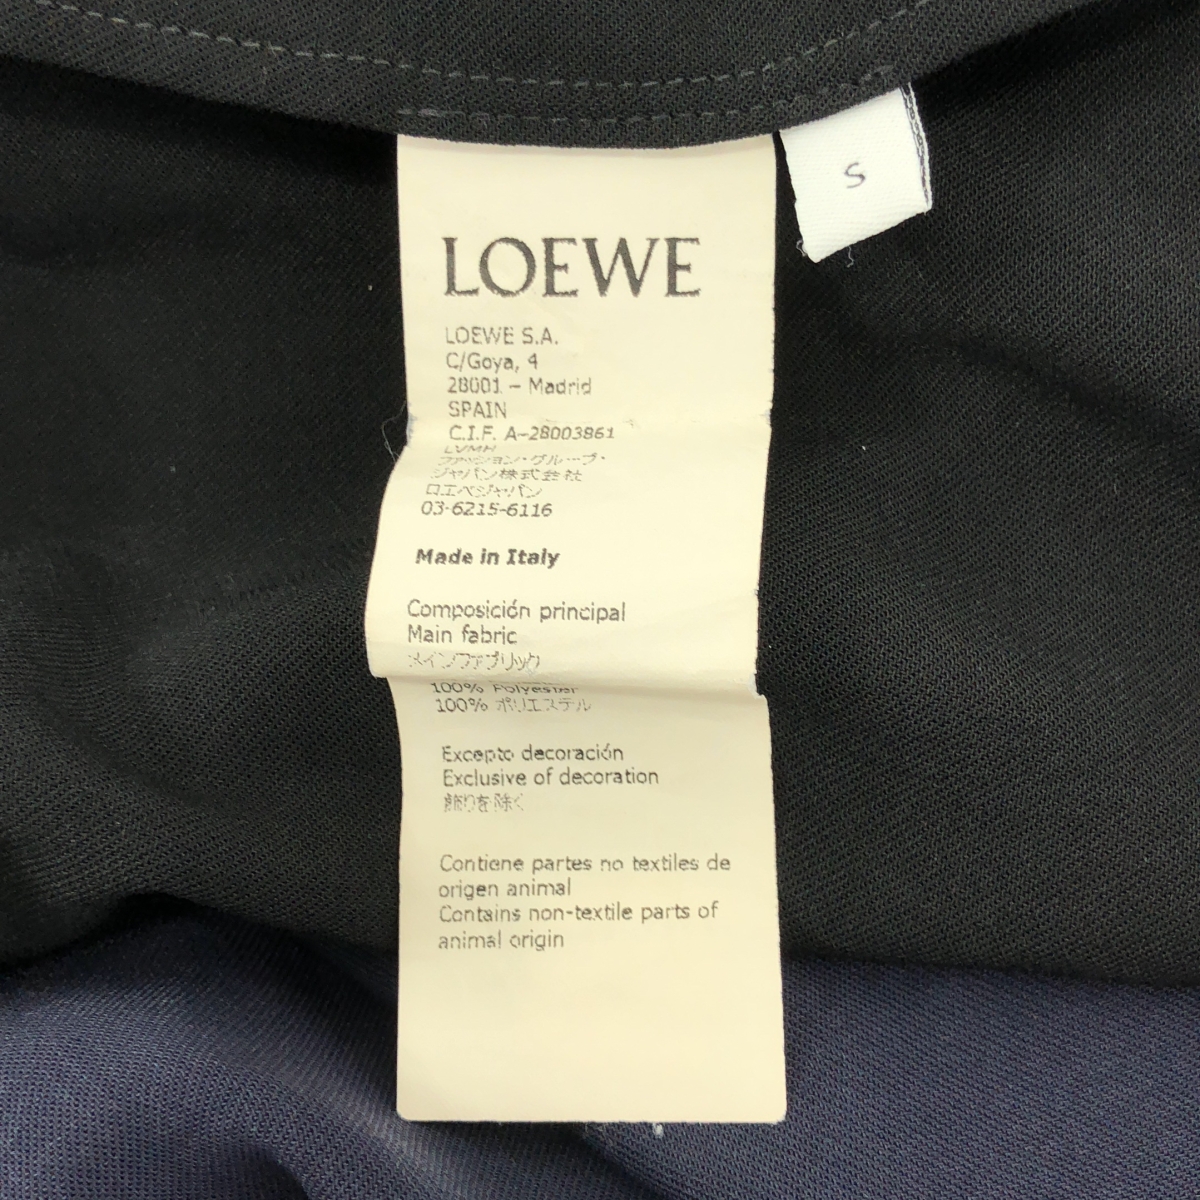 S
LOEWE
LOEWE S.A.
C/Goya, 4
28001 – Madrid
SPAIN
C.I.F. A-28003861
LVMH
ファッション・グループ・
ジャパン株式会社
ロエベジャパン
03-6215-6116
Made in Italy
Composición principal
Main fabric
メインファブリック
100% Polyester
100% ポリエステル
Excepto decoración
Exclusive of decoration
飾りを除く
Contiene partes no textiles de
origen animal
Contains non-textile parts of
animal origin